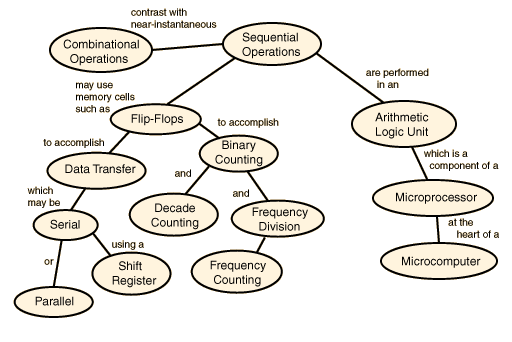 contrast with
near-instantaneous
Combinational
Operations
Sequential
Operations
may use
memory cells
such as
are performed
in an
Flip-Flops
to accomplish
Arithmetic
Logic Unit
to accomplish
Binary
Counting
which is a
component of a
Data Transfer
and
and
which
may be
Microprocessor
Decade
Counting
Frequency
Division
Serial
at the
heart of a
using a
or
Shift
Register
Frequency
Counting
Microcomputer
Parallel